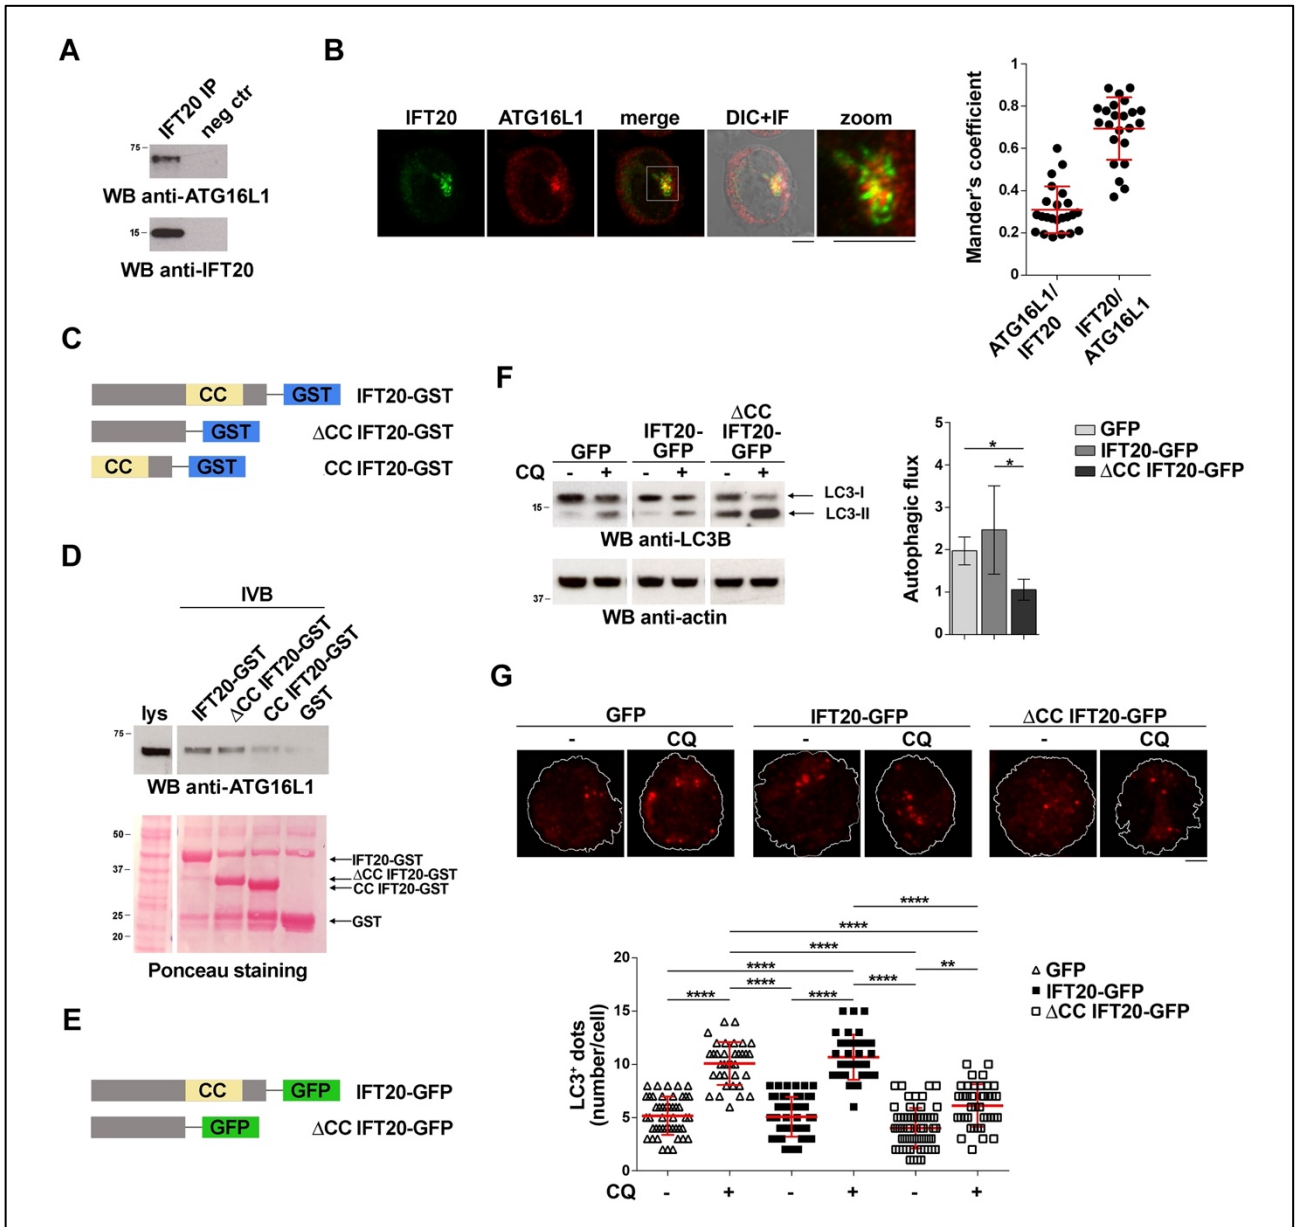 A
IFT20 IP
neg ctr
75
WB anti-ATG16L1
15
WB anti-IFT20
B
IFT20 ATG16L1 merge DIC+IF zoom
Mander's coefficient
1
0.8
0.6
0.4
0.2
0
ATG16L1/
IFT20
IFT20/
ATG16L1
C
CC GST IFT20-GST
GST ΔCC IFT20-GST
CC GST CC IFT20-GST
D
IVB
lys
IFT20-GST
ΔCC IFT20-GST
CC IFT20-GST
GST
75
WB anti-ATG16L1
50
37
25
20
IFT20-GST
ΔCC IFT20-GST
CC IFT20-GST
GST
Ponceau staining
E
CC GFP IFT20-GFP
GFP ΔCC IFT20-GFP
F
GFP
IFT20-
GFP
ΔCC
IFT20-
GFP
CQ - + - + - +
15
LC3-I
LC3-II
WB anti-LC3B
37
WB anti-actin
Autophagic flux
5
4
3
2
1
0
*
*
GFP
IFT20-GFP
ΔCC IFT20-GFP
G
GFP IFT20-GFP ΔCC IFT20-GFP
- CQ - CQ - CQ
****
****
****
**
****
****
****
****
****
LC3+ dots
(number/cell)
20
15
10
5
0
CQ - + - + - +
GFP
IFT20-GFP
ΔCC IFT20-GFP